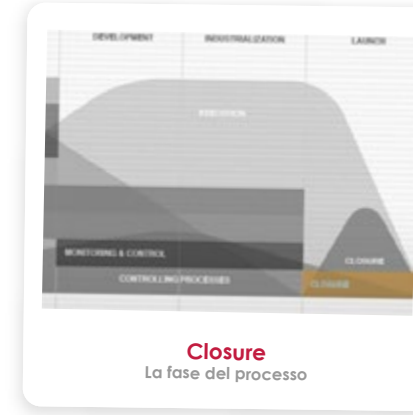 DEVELOPMENT INDUSTRIALIZATION LAUNCH
EXECUTION
MONITORING & CONTROL
CLOSURE
CONTROLLING PROCESSES
CLOSURE
Closure
La fase del processo